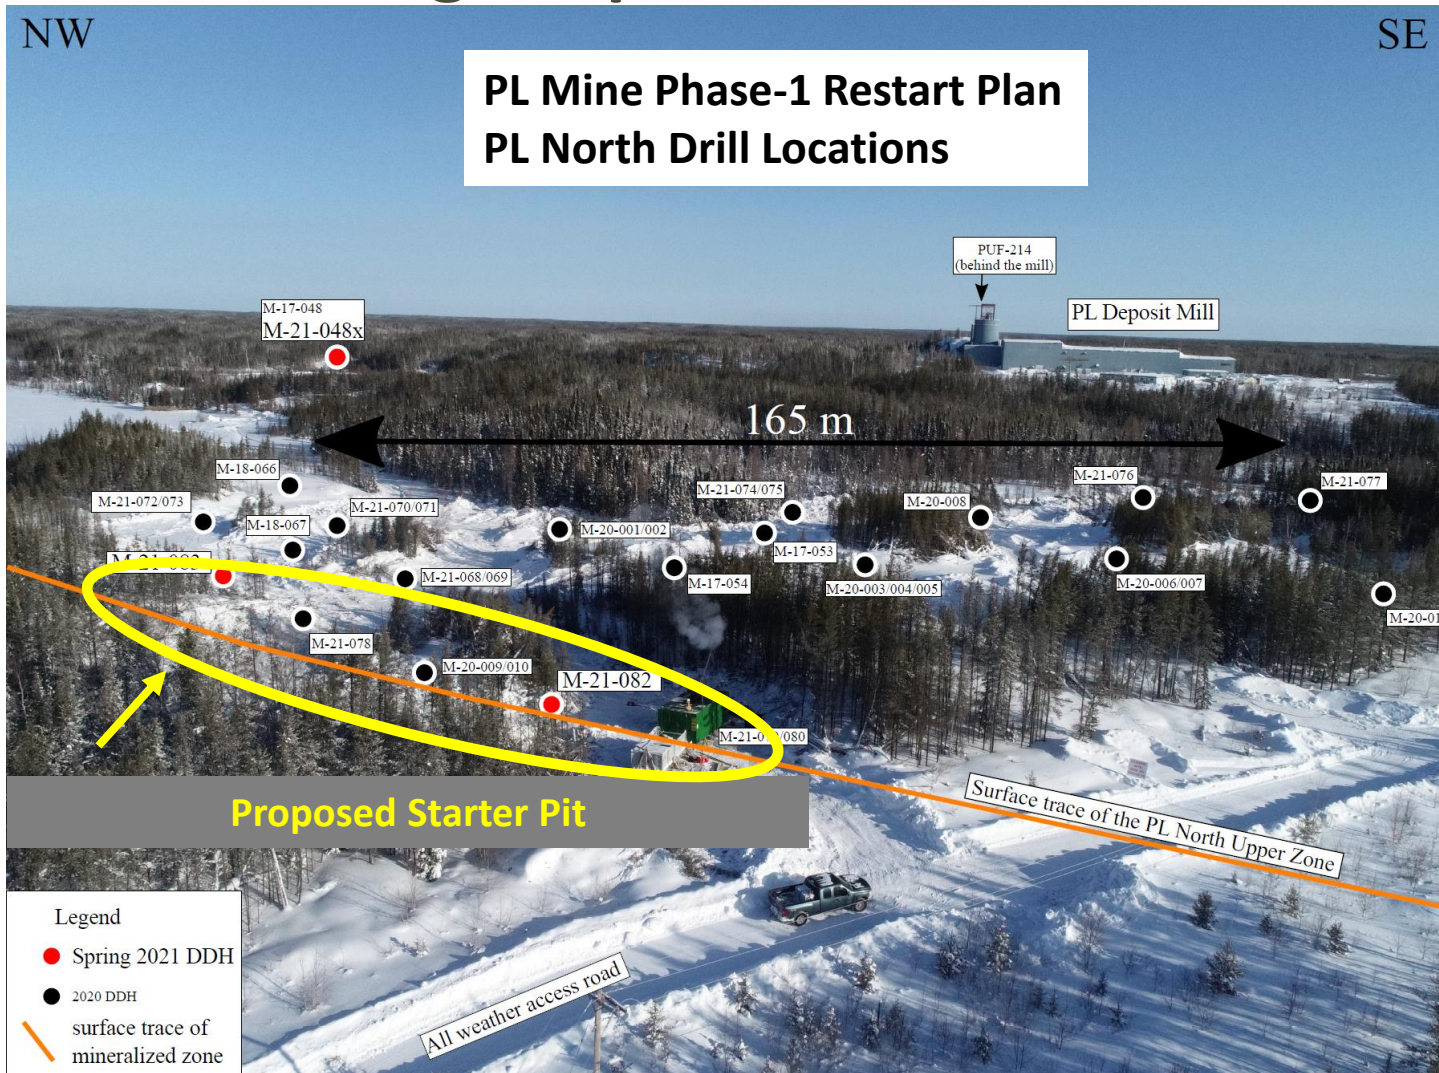 NW
SE
PL Mine Phase-1 Restart Plan
PL North Drill Locations
PUF-214
(behind the mill)
PL Deposit Mill
M-17-048
M-21-048x
165 m
M-18-066
M-21-072/073
M-21-070/071
M-18-067
M-21-074/075
M-20-001/002
M-17-053
M-20-008
M-21-076
M-21-077
M-21-068/069
M-17-054
M-20-003/004/005
M-20-006/007
M-21-078
M-20-009/010
M-21-082
Proposed Starter Pit
Surface trace of the PL North Upper Zone
All weather access road
Legend
Spring 2021 DDH
2020 DDH
surface trace of
mineralized zone